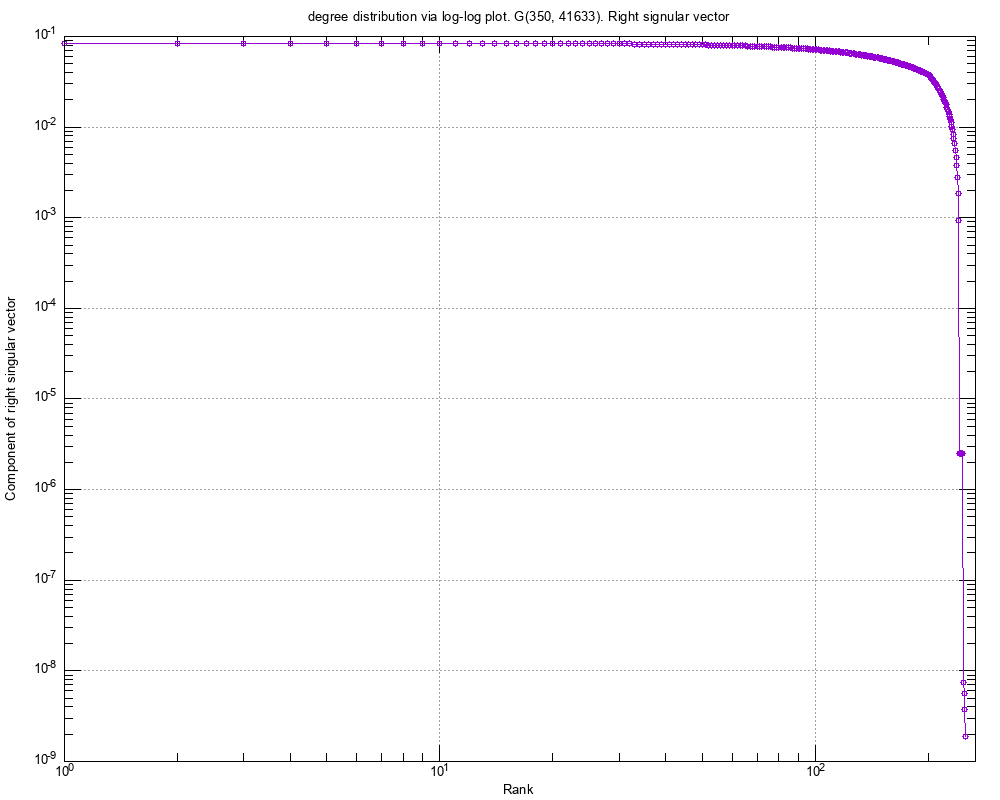 degree distribution via log-log plot. G(350, 41633). Right signular vector
10^-1
10^-2
10^-3
10^-4
10^-5
10^-6
10^-7
10^-8
10^-9
Component of right singular vector
10^0 10^1 10^2
Rank